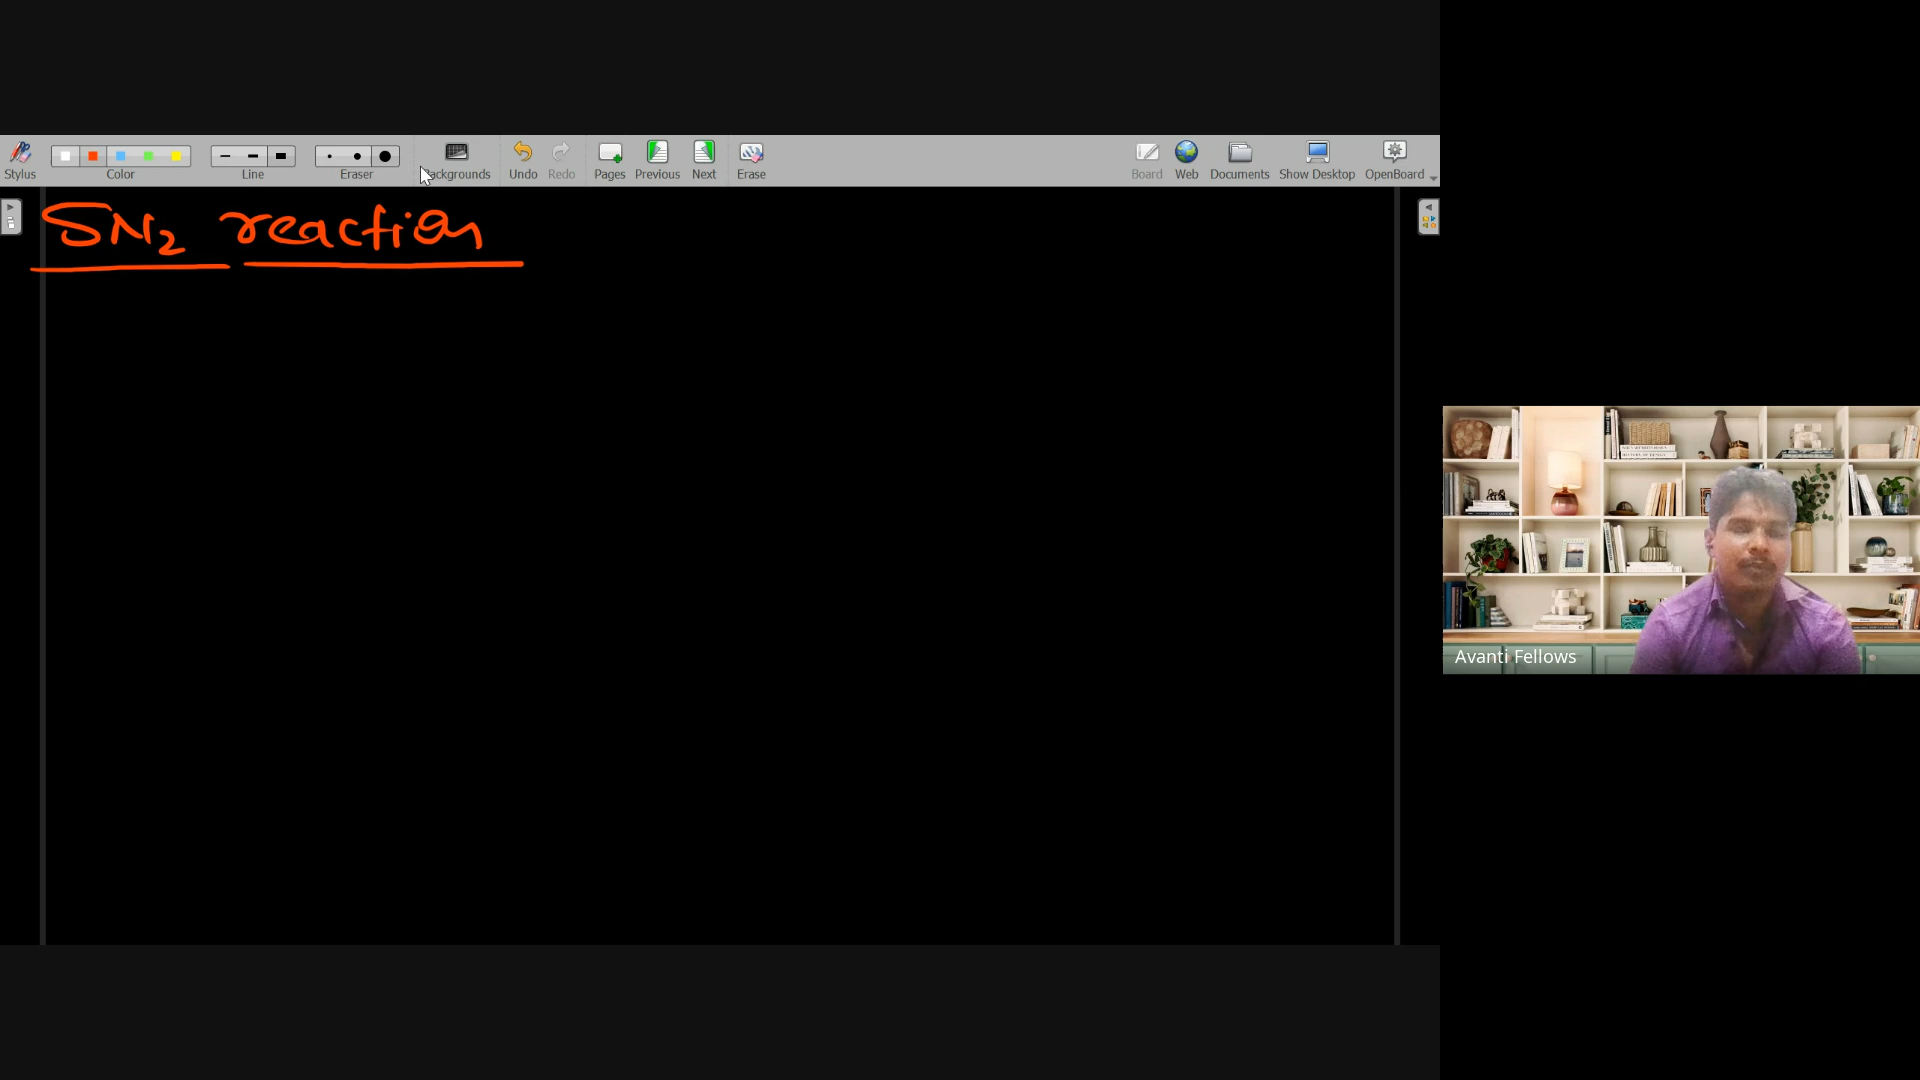 Stylus Color Line Eraser Backgrounds Undo Redo Pages Previous Next Erase Board Web Documents Show Desktop OpenBoard
SN2 reaction
Avanti Fellows